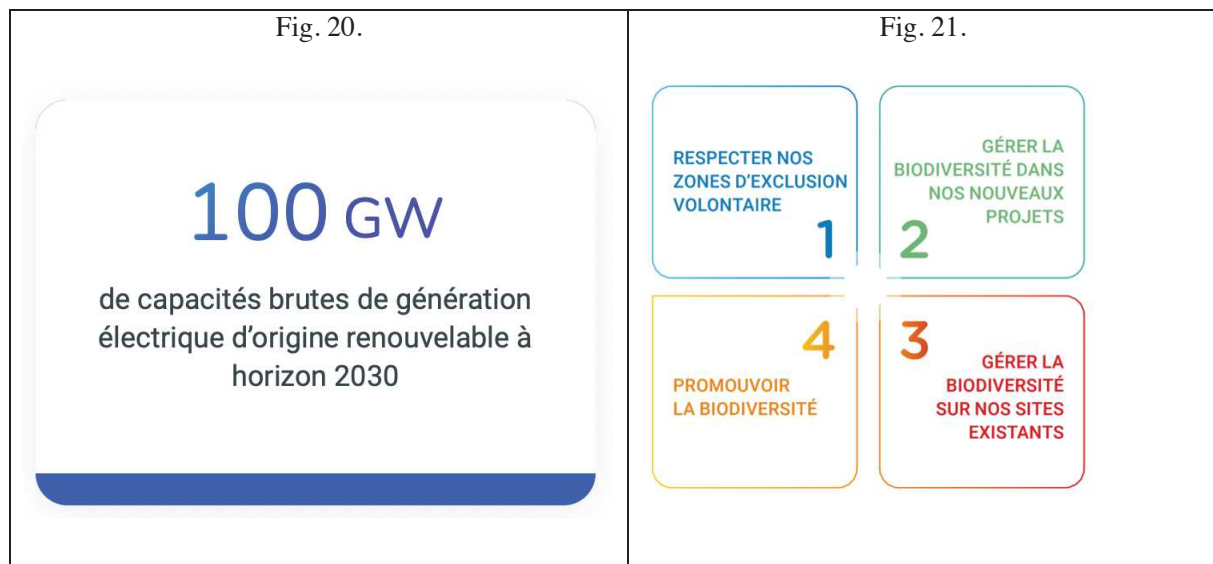 Fig. 20.
100 GW
de capacités brutes de génération
électrique d'origine renouvelable à
horizon 2030
Fig. 21.
RESPECTER NOS
ZONES D'EXCLUSION
VOLONTAIRE
1
GÉRER LA
BIODIVERSITÉ DANS
NOS NOUVEAUX
PROJETS
2
4
PROMOUVOIR
LA BIODIVERSITÉ
3
GÉRER LA
BIODIVERSITÉ
SUR NOS SITES
EXISTANTS